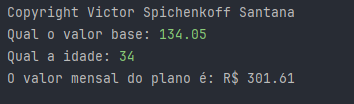 Copyright Victor Spichenkoff Santana
Qual o valor base: 134.05
Qual a idade: 34
O valor mensal do plano é: R$ 301.61